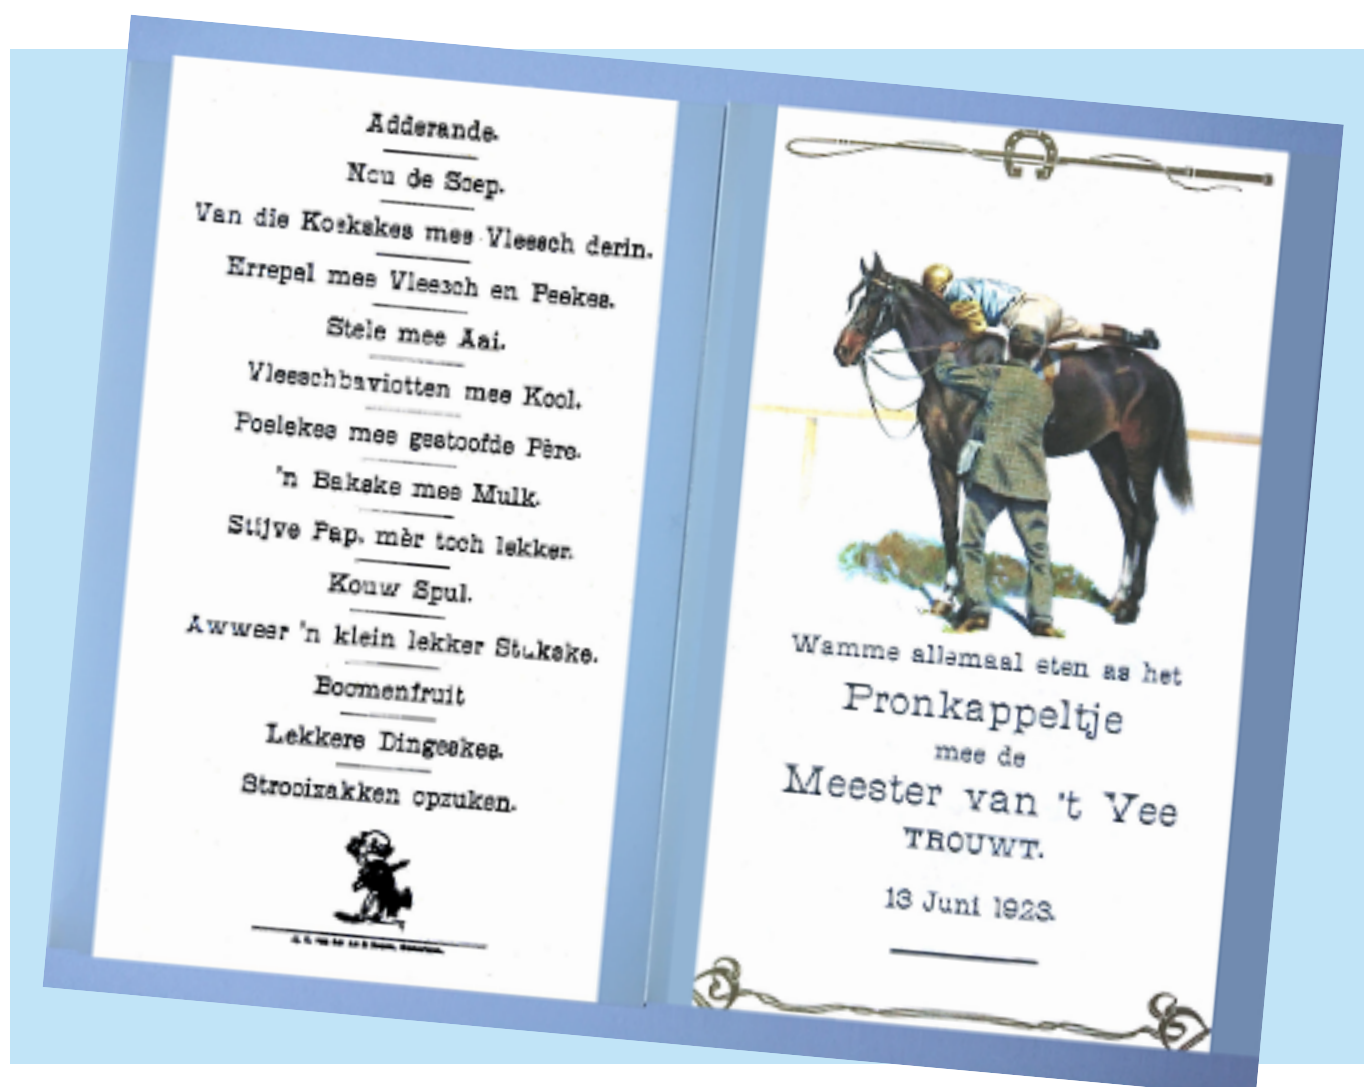 Adderande.
Nou de Soep.
Van die Koekskes mee Vleesch derin.
Errepel mee Vleesch en Peekes.
Stele mee Aai.
Vleeschbaviotten mee Kool.
Poelekes mee gestoofde Père.
'n Bakske mee Mulk.
Stijve Pap, mèr toch lekker.
Kouw Spul.
Awweer 'n klein lekker Stukske.
Boomenfruit
Lekkere Dingeskes.
Strooizakken opzuken.
Wamme allemaal eten as het
Pronkappeltje
mee de
Meester van 't Vee
TROUWT.
13 Juni 1923.